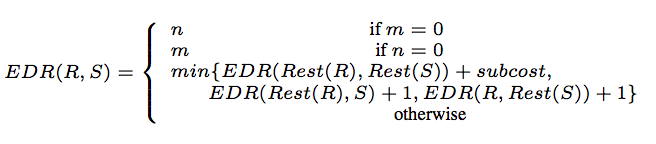 n if m = 0
m if n = 0
EDR(R, S) = { min{EDR(Rest(R), Rest(S)) + subcost,
EDR(Rest(R), S) + 1, EDR(R, Rest(S)) + 1}
otherwise